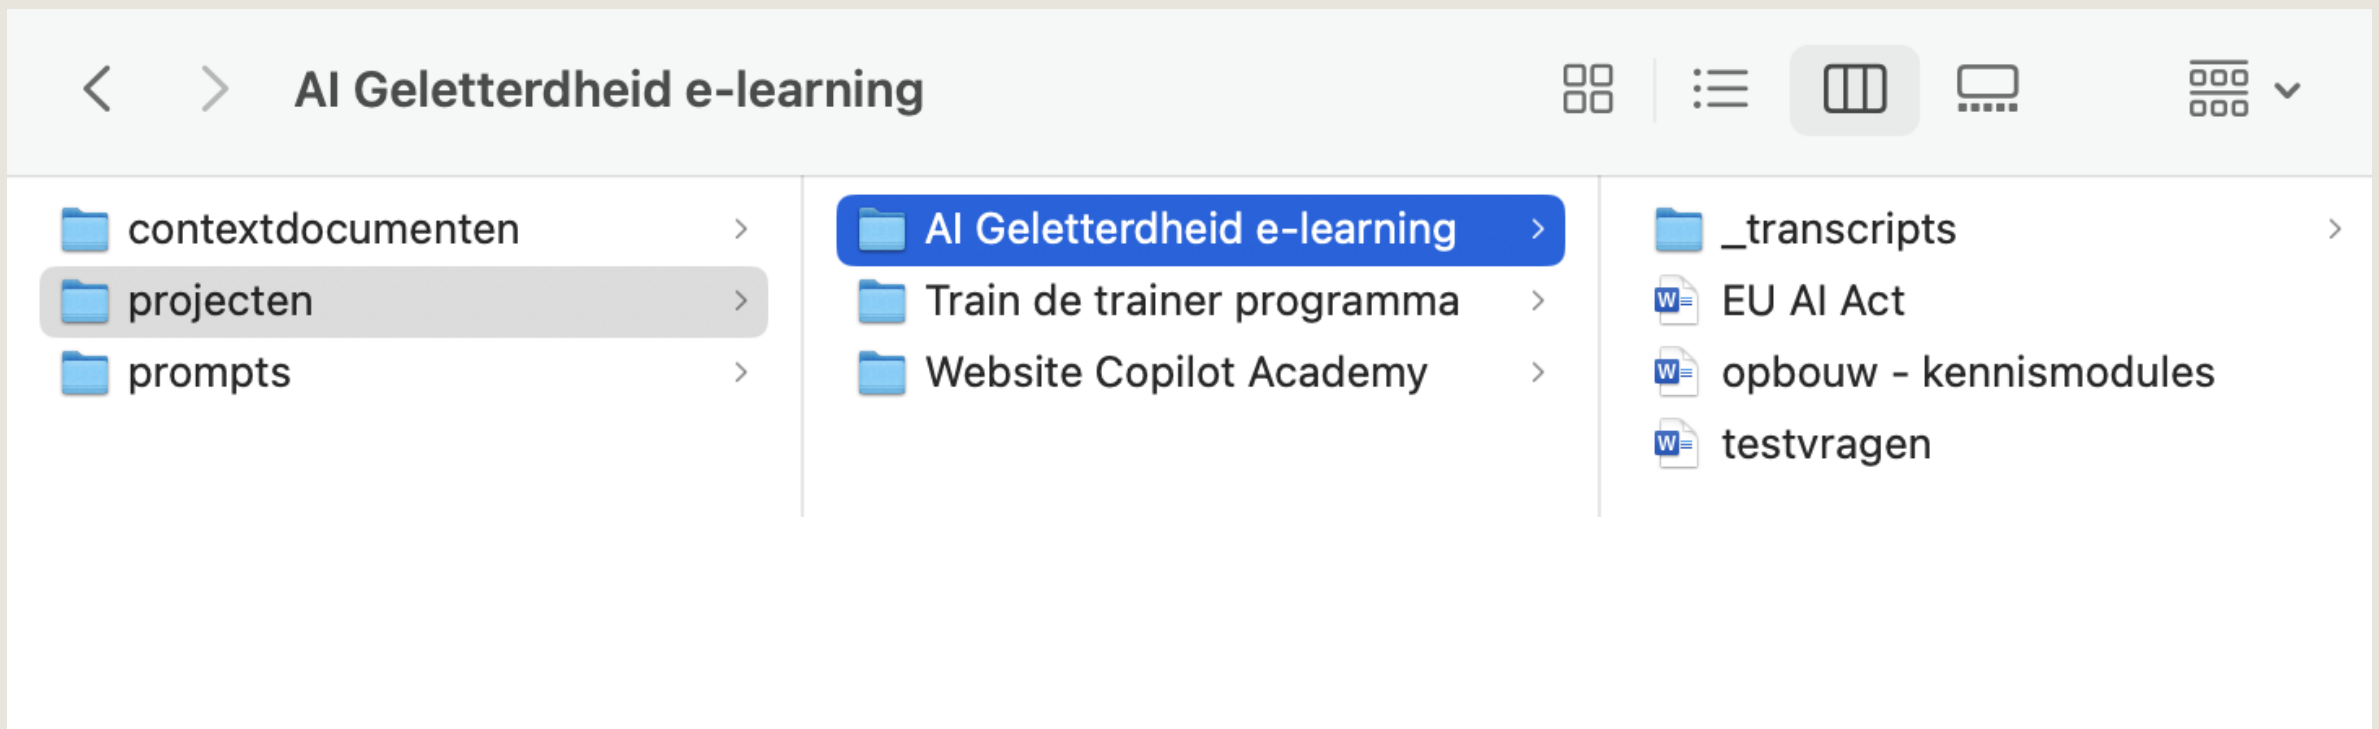 AI Geletterdheid e-learning
contextdocumenten
projecten
prompts
AI Geletterdheid e-learning
Train de trainer programma
Website Copilot Academy
_transcripts
EU AI Act
opbouw - kennismodules
testvragen